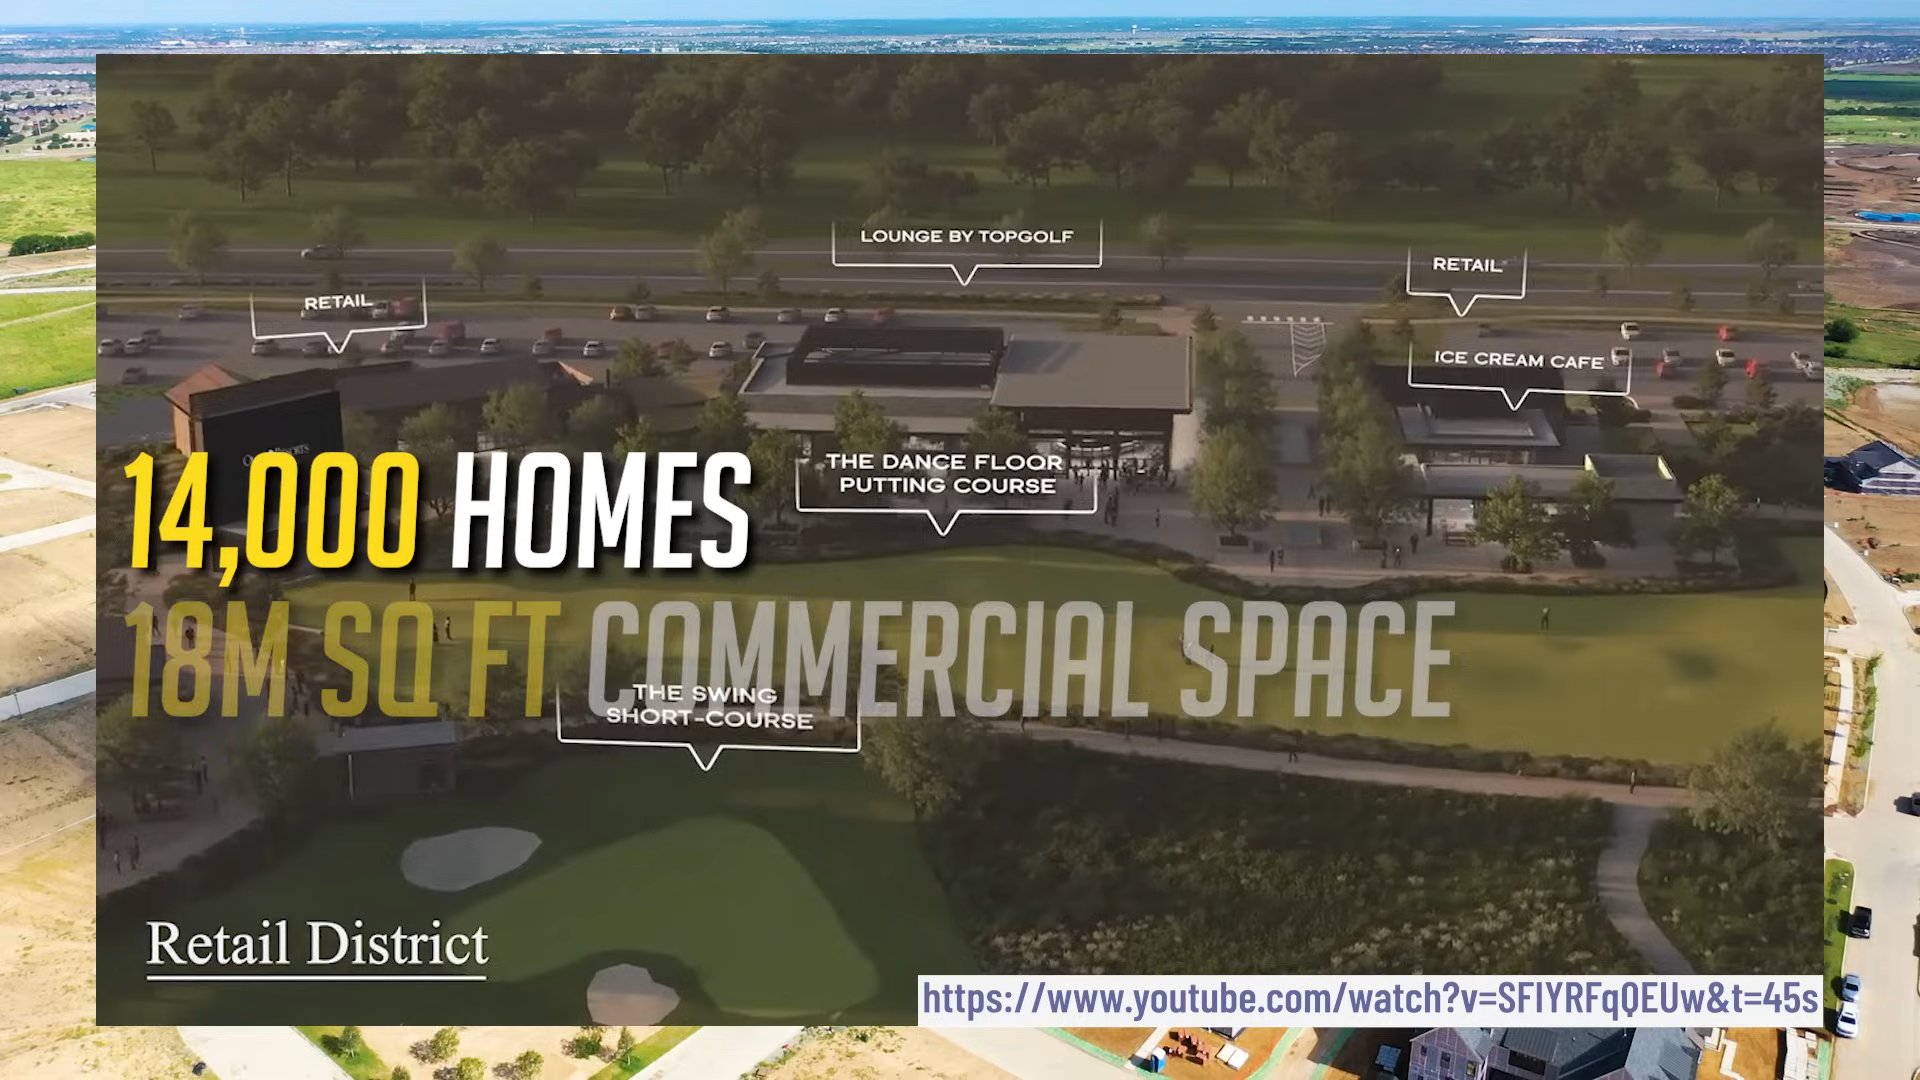 LOUNGE BY TOPGOLF
RETAIL
RETAIL
ICE CREAM CAFE
THE DANCE FLOOR
PUTTING COURSE
14,000 HOMES
18M SQ FT COMMERCIAL SPACE
THE SWING
SHORT-COURSE
Retail District
https://www.youtube.com/watch?v=SFIYRFqQEUw&t=45s